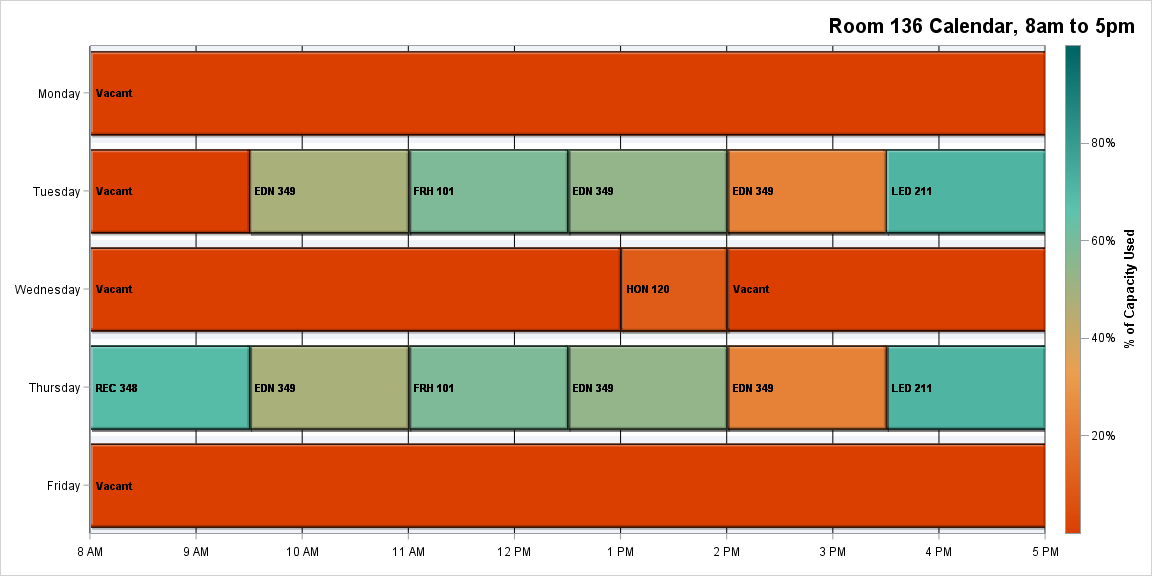 Room 136 Calendar, 8am to 5pm
Monday
Vacant
80%
Tuesday
Vacant
EDN 349
FRH 101
EDN 349
EDN 349
LED 211
60%
% of Capacity Used
Wednesday
Vacant
HON 120
Vacant
40%
Thursday
REC 348
EDN 349
FRH 101
EDN 349
EDN 349
LED 211
20%
Friday
Vacant
8 AM
9 AM
10 AM
11 AM
12 PM
1 PM
2 PM
3 PM
4 PM
5 PM